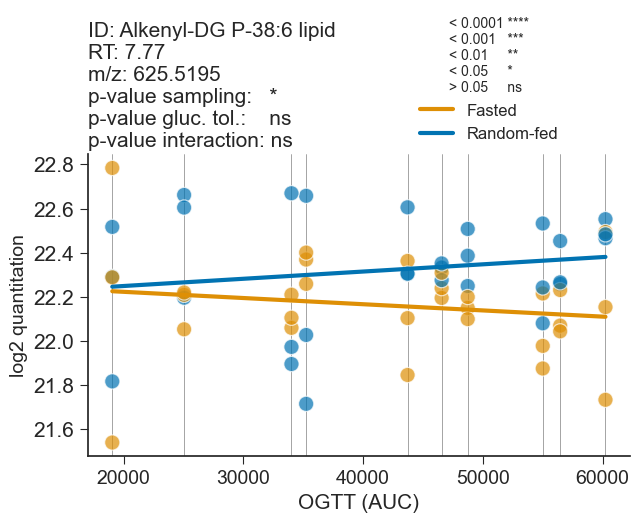 ID: Alkenyl-DG P-38:6 lipid
RT: 7.77
m/z: 625.5195
p-value sampling: *
p-value gluc. tol.: ns
p-value interaction: ns
< 0.0001 ****
< 0.001 ***
< 0.01 **
< 0.05 *
> 0.05 ns
Fasted
Random-fed
22.8
22.6
22.4
22.2
22.0
21.8
21.6
log2 quantitation
20000 30000 40000 50000 60000
OGTT (AUC)